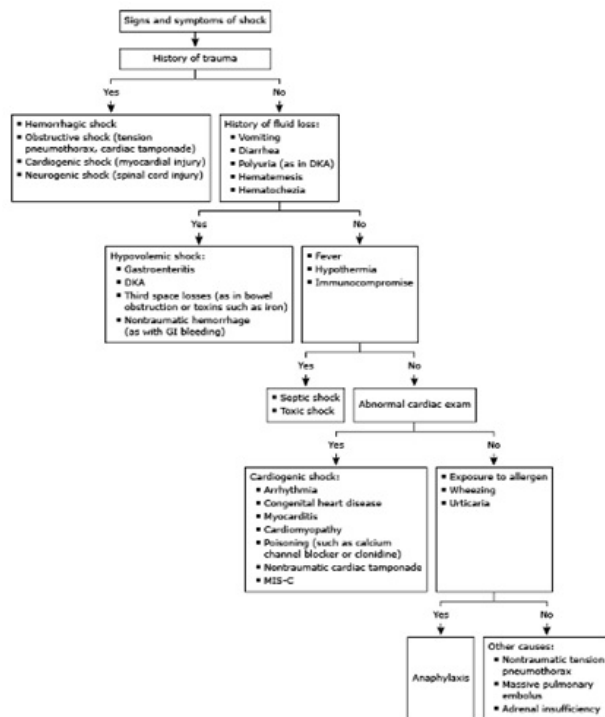 Signs and symptoms of shock
History of trauma
Yes
No
▪ Hemorrhagic shock
▪ Obstructive shock (tension
pneumothorax, cardiac tamponade)
▪ Cardiogenic shock (myocardial injury)
▪ Neurogenic shock (spinal cord injury)
History of fluid loss:
▪ Vomiting
▪ Diarrhea
▪ Polyuria (as in DKA)
▪ Hematemesis
▪ Hematochezia
Yes
No
Hypovolemic shock:
▪ Gastroenteritis
▪ DKA
▪ Third space losses (as in bowel
obstruction or toxins such as iron)
▪ Nontraumatic hemorrhage
(as with GI bleeding)
▪ Fever
▪ Hypothermia
▪ Immunocompromise
Yes
No
▪ Septic shock
▪ Toxic shock
Abnormal cardiac exam
Yes
No
Cardiogenic shock:
▪ Arrhythmia
▪ Congenital heart disease
▪ Myocarditis
▪ Cardiomyopathy
▪ Poisoning (such as calcium
channel blocker or clonidine)
▪ Nontraumatic cardiac tamponade
▪ MIS-C
▪ Exposure to allergen
▪ Wheezing
▪ Urticaria
Yes
No
Anaphylaxis
Other causes:
▪ Nontraumatic tension
pneumothorax
▪ Massive pulmonary
embolus
▪ Adrenal insufficiency